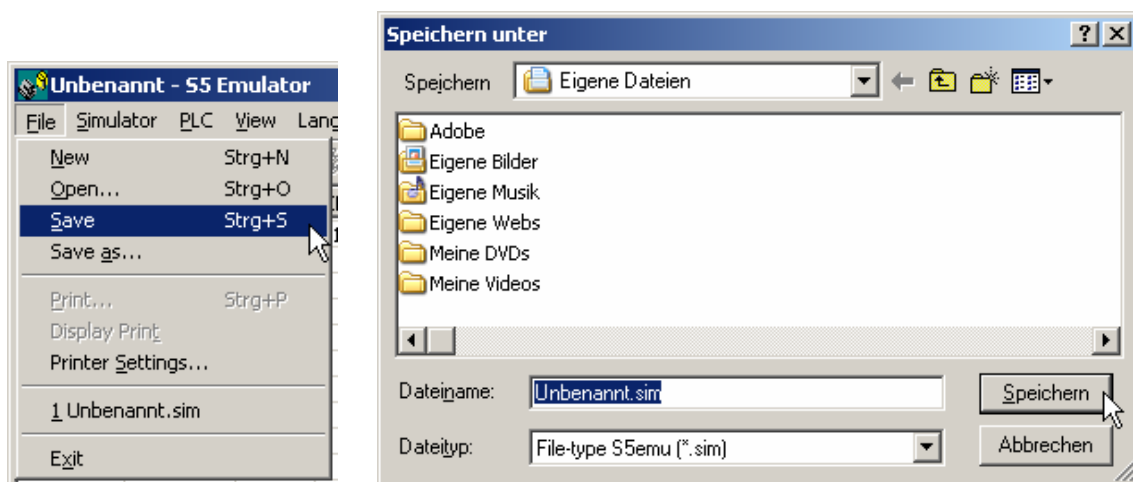 Unbenannt - S5 Emulator
File Simulator PLC View Lang
New Strg+N
Open... Strg+O
Save Strg+S
Save as...
Print... Strg+P
Display Print
Printer Settings...
1 Unbenannt.sim
Exit
Speichern unter
Speichern Eigene Dateien
Adobe
Eigene Bilder
Eigene Musik
Eigene Webs
Meine DVDs
Meine Videos
Dateiname: Unbenannt.sim Speichern
Dateityp: File-type S5emu (*.sim) Abbrechen